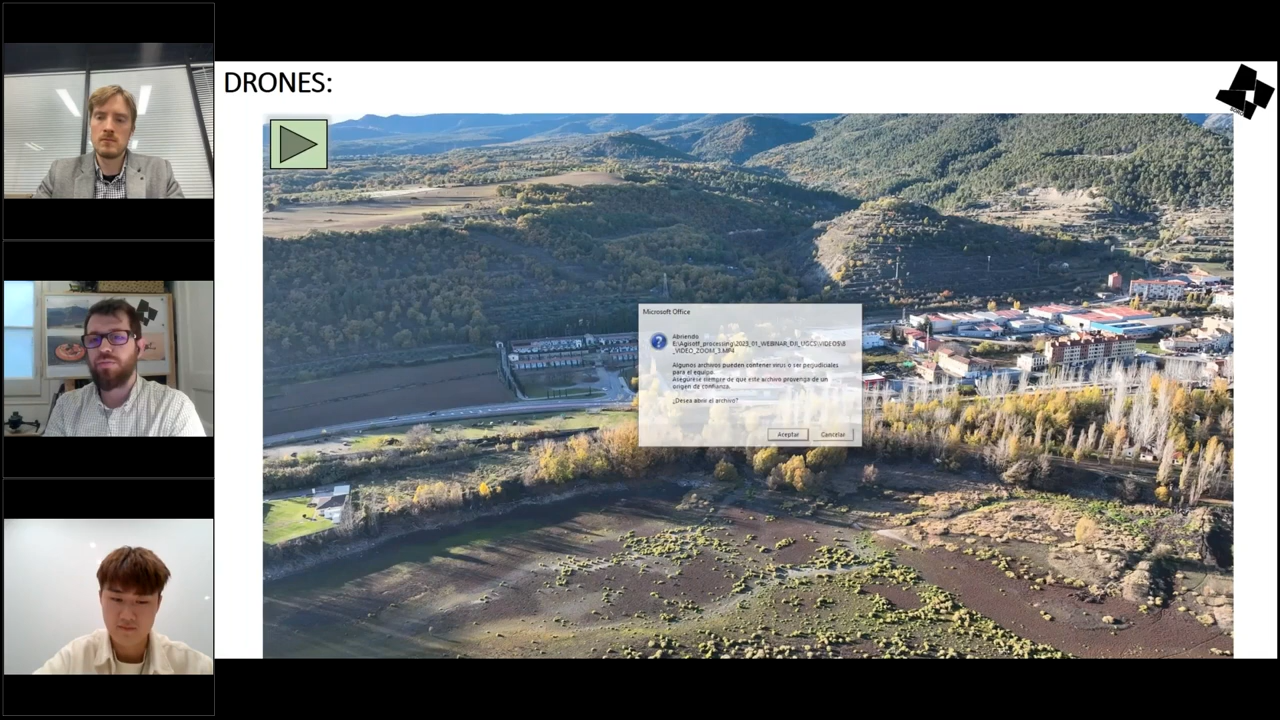 DRONES:
Microsoft Office
Abriendo
E:\Agisoft_processing\2023_01_WEBINAR_DJI_UGCS\VIDEOS\8
_VIDEO_ZOOM_3.MP4
Algunos archivos pueden contener virus o ser perjudiciales
para el equipo.
Asegúrese siempre de que este archivo provenga de un
origen de confianza.
¿Desea abrir el archivo?
Aceptar
Cancelar